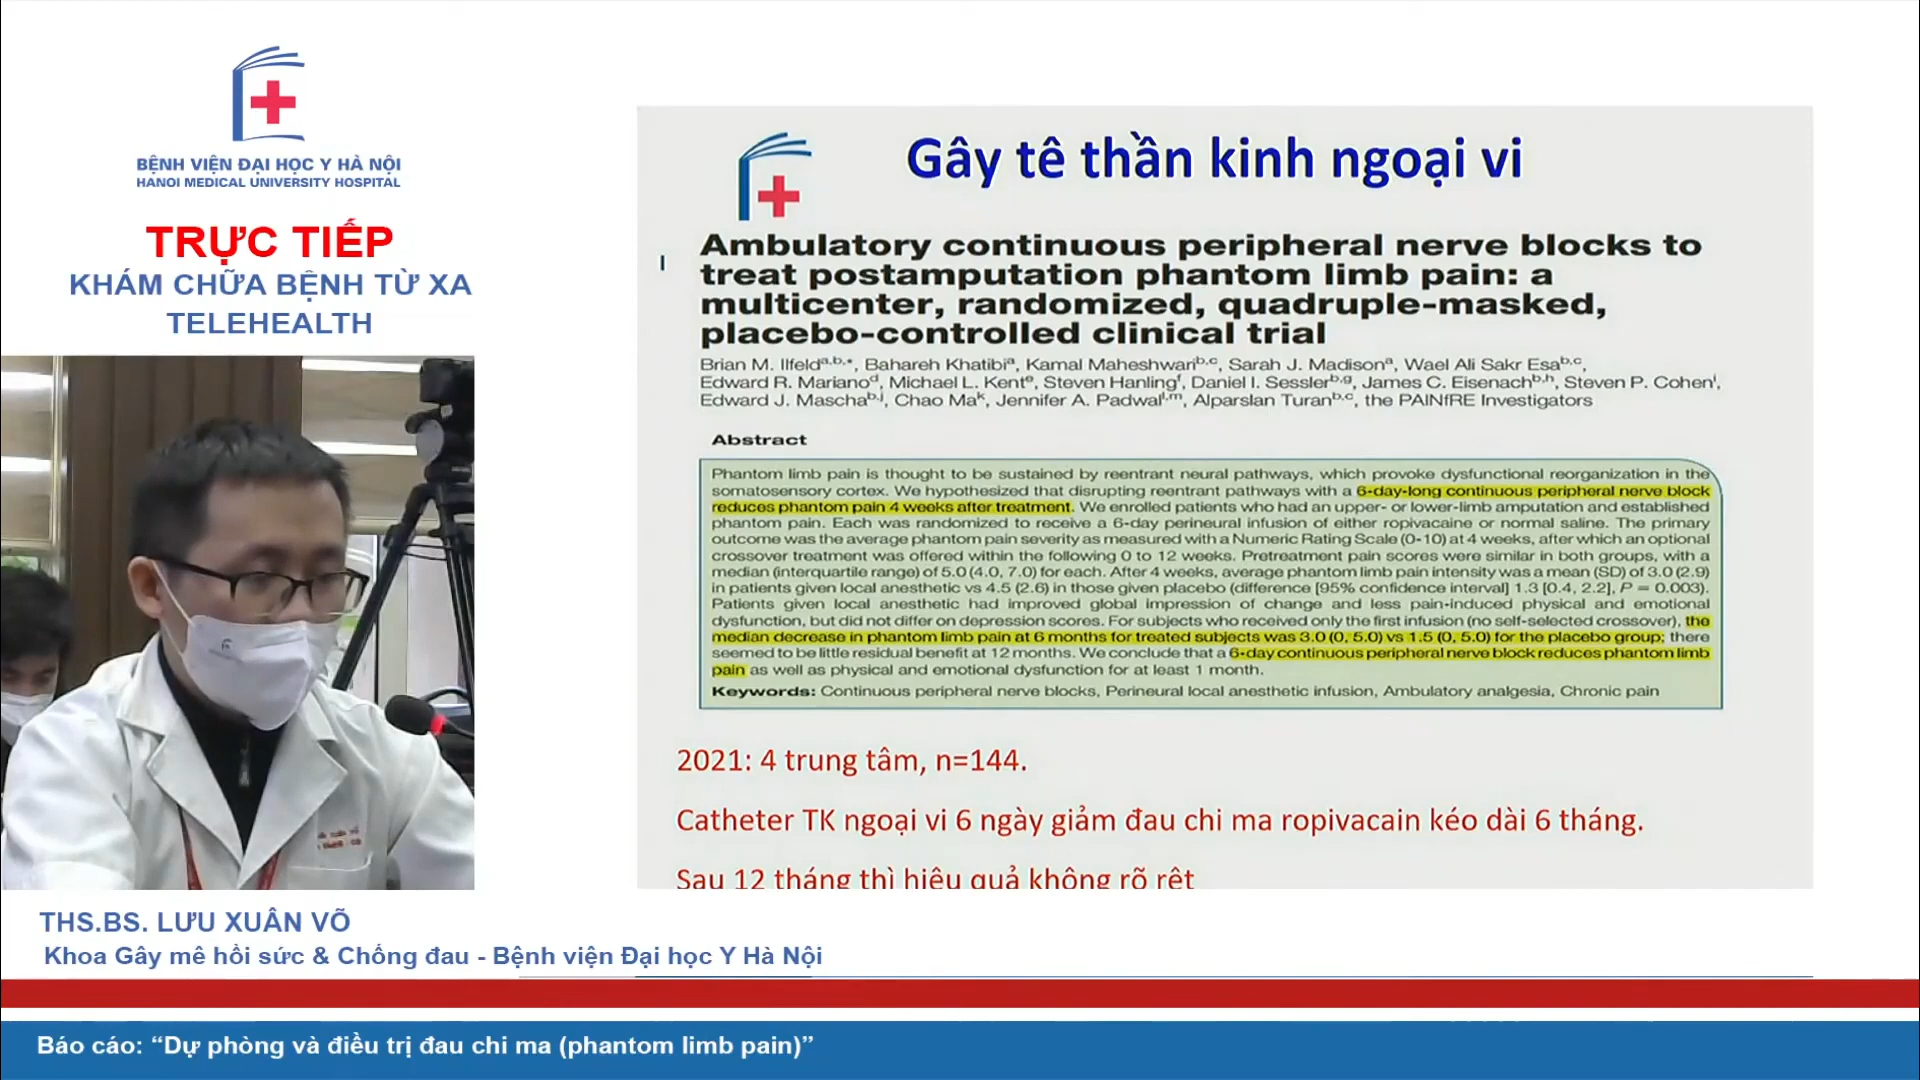 BỆNH VIỆN ĐẠI HỌC Y HÀ NỘI
HANOI MEDICAL UNIVERSITY HOSPITAL
TRỰC TIẾP
KHÁM CHỮA BỆNH TỪ XA
TELEHEALTH
Gây tê thần kinh ngoại vi
Ambulatory continuous peripheral nerve blocks to
treat postamputation phantom limb pain: a
multicenter, randomized, quadruple-masked,
placebo-controlled clinical trial
Brian M. Ilfeld^a,b,*, Bahareh Khatibi^a, Kamal Maheshwari^b,c, Sarah J. Madison^a, Wael Ali Sakr Esa^b,c,
Edward R. Mariano^d, Michael L. Kent^e, Steven Hanling^f, Daniel I. Sessler^b,g, James C. Eisenach^b,h, Steven P. Cohen^i,
Edward J. Mascha^b,j, Chao Ma^k, Jennifer A. Padwal^l,m, Alparslan Turan^b,c, the PAINfRE Investigators
Abstract
Phantom limb pain is thought to be sustained by reentrant neural pathways, which provoke dysfunctional reorganization in the
somatosensory cortex. We hypothesized that disrupting reentrant pathways with a 6-day-long continuous peripheral nerve block
reduces phantom pain 4 weeks after treatment. We enrolled patients who had an upper- or lower-limb amputation and established
phantom pain. Each was randomized to receive a 6-day perineural infusion of either ropivacaine or normal saline. The primary
outcome was the average phantom pain severity as measured with a Numeric Rating Scale (0-10) at 4 weeks, after which an optional
crossover treatment was offered within the following 0 to 12 weeks. Pretreatment pain scores were similar in both groups, with a
median (interquartile range) of 5.0 (4.0, 7.0) for each. After 4 weeks, average phantom limb pain intensity was a mean (SD) of 3.0 (2.9)
in patients given local anesthetic vs 4.5 (2.6) in those given placebo (difference [95% confidence interval] 1.3 [0.4, 2.2], P = 0.003).
Patients given local anesthetic had improved global impression of change and less pain-induced physical and emotional
dysfunction, but did not differ on depression scores. For subjects who received only the first infusion (no self-selected crossover), the
median decrease in phantom limb pain at 6 months for treated subjects was 3.0 (0, 5.0) vs 1.5 (0, 5.0) for the placebo group; there
seemed to be little residual benefit at 12 months. We conclude that a 6-day continuous peripheral nerve block reduces phantom limb
pain as well as physical and emotional dysfunction for at least 1 month.
Keywords: Continuous peripheral nerve blocks, Perineural local anesthetic infusion, Ambulatory analgesia, Chronic pain
2021: 4 trung tâm, n=144.
Catheter TK ngoại vi 6 ngày giảm đau chi ma ropivacain kéo dài 6 tháng.
Sau 12 tháng thì hiệu quả không rõ rệt
THS.BS. LƯU XUÂN VÕ
Khoa Gây mê hồi sức & Chống đau - Bệnh viện Đại học Y Hà Nội
Báo cáo: “Dự phòng và điều trị đau chi ma (phantom limb pain)”